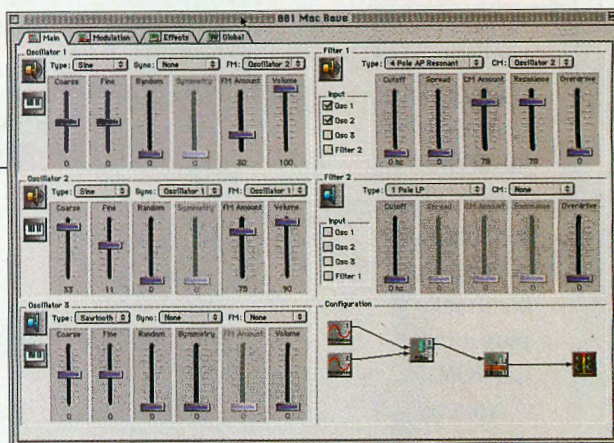 001 Mac Rave
Main Modulation Effects Global
Oscillator 1
Type: Sine Sync: None FM: Oscillator 2
Coarse Fine Random Symmetry FM Amount Volume
0 0 0 0 30 100
Oscillator 2
Type: Sine Sync: Oscillator 1 FM: Oscillator 1
Coarse Fine Random Symmetry FM Amount Volume
33 11 0 0 75 90
Oscillator 3
Type: Sawtooth Sync: None FM: None
Coarse Fine Random Symmetry FM Amount Volume
0 0 0 0 0 0
Filter 1
Type: 4 Pole AP Resonant CM: Oscillator 2
Input
Osc 1
Osc 2
Osc 3
Filter 2
Cutoff Spread CM Amount Resonance Overdrive
0 hz 0 78 78 0
Filter 2
Type: 1 Pole LP CM: None
Input
Osc 1
Osc 2
Osc 3
Filter 1
Cutoff Spread CM Amount Resonance Overdrive
0 hz 0 0 0 0
Configuration